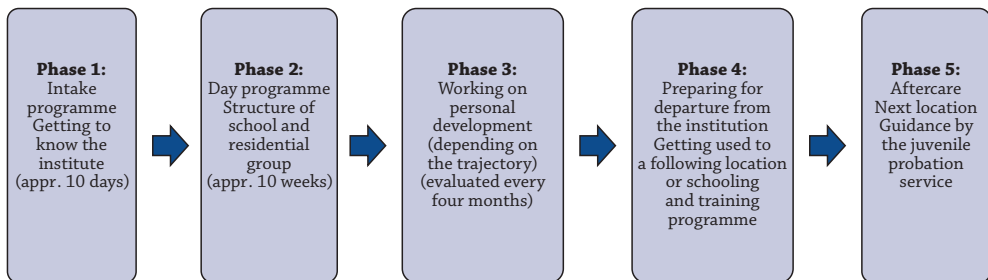 Phase 1:
Intake
programme
Getting to
know the
institute
(appr. 10 days)
Phase 2:
Day programme
Structure of
school and
residential
group
(appr. 10 weeks)
Phase 3:
Working on
personal
development
(depending on
the trajectory)
(evaluated every
four months)
Phase 4:
Preparing for
departure from
the institution
Getting used to
a following location
or schooling
and training
programme
Phase 5:
Aftercare
Next location
Guidance by
the juvenile
probation
service